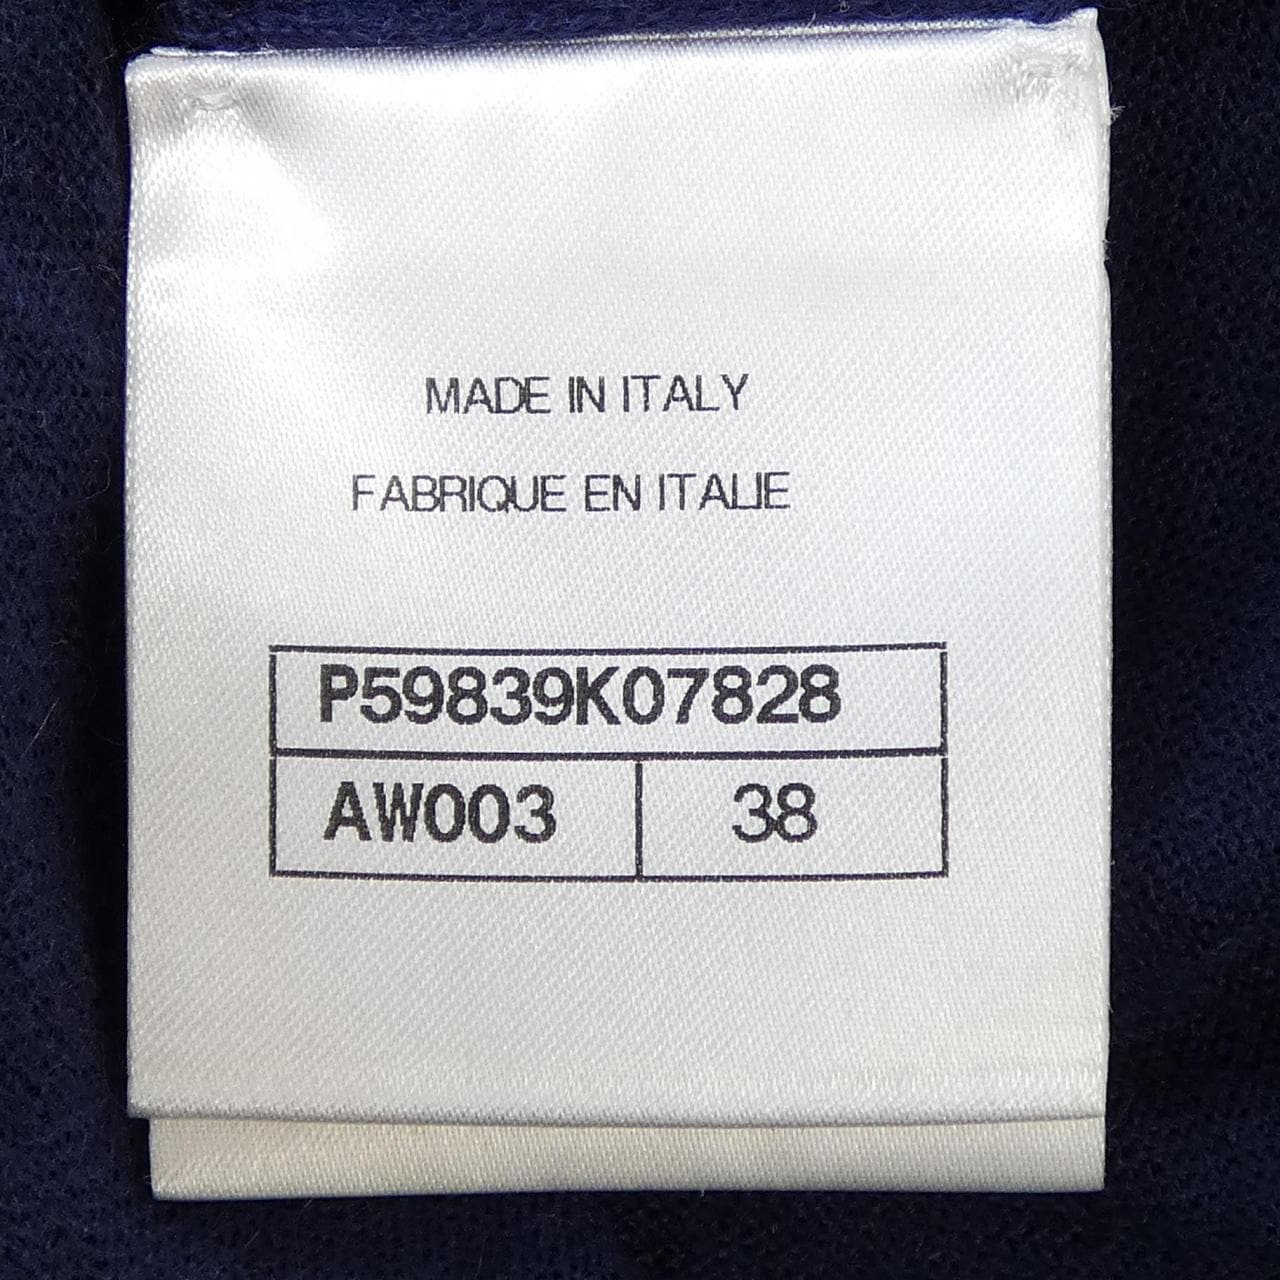 MADE IN ITALY
FABRIQUE EN ITALIE
P59839K07828
AW003 38